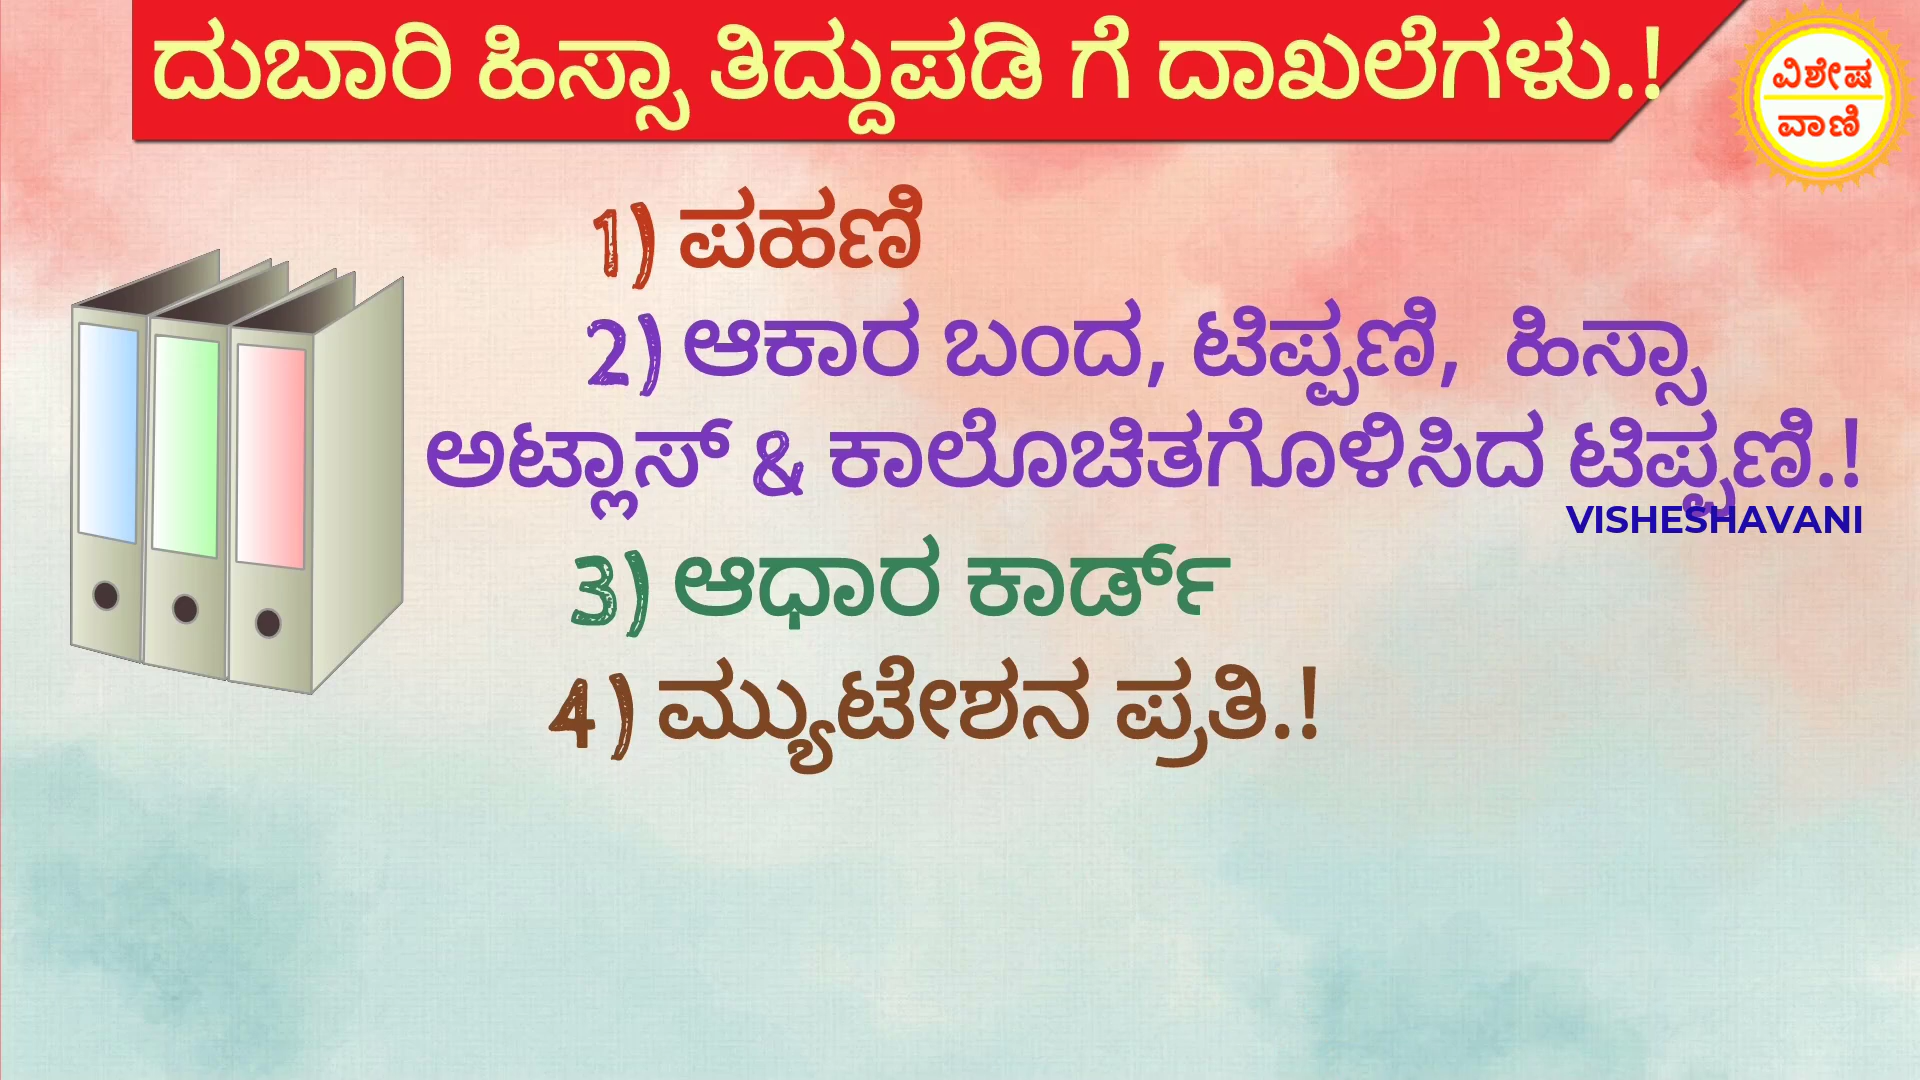 ದುಬಾರಿ ಹಿಸ್ಸಾ ತಿದ್ದುಪಡಿ ಗೆ ದಾಖಲೆಗಳು.!
ವಿಶೇಷ
ವಾಣಿ
1) ಪಹಣಿ
2) ಆಕಾರ ಬಂದ, ಟಿಪ್ಪಣಿ, ಹಿಸ್ಸಾ
ಅಟ್ಲಾಸ್ & ಕಾಲೊಚಿತಗೊಳಿಸಿದ ಟಿಪ್ಪಣಿ.!
VISHESHAVANI
3) ಆಧಾರ ಕಾರ್ಡ್
4) ಮ್ಯುಟೇಶನ ಪ್ರತಿ.!